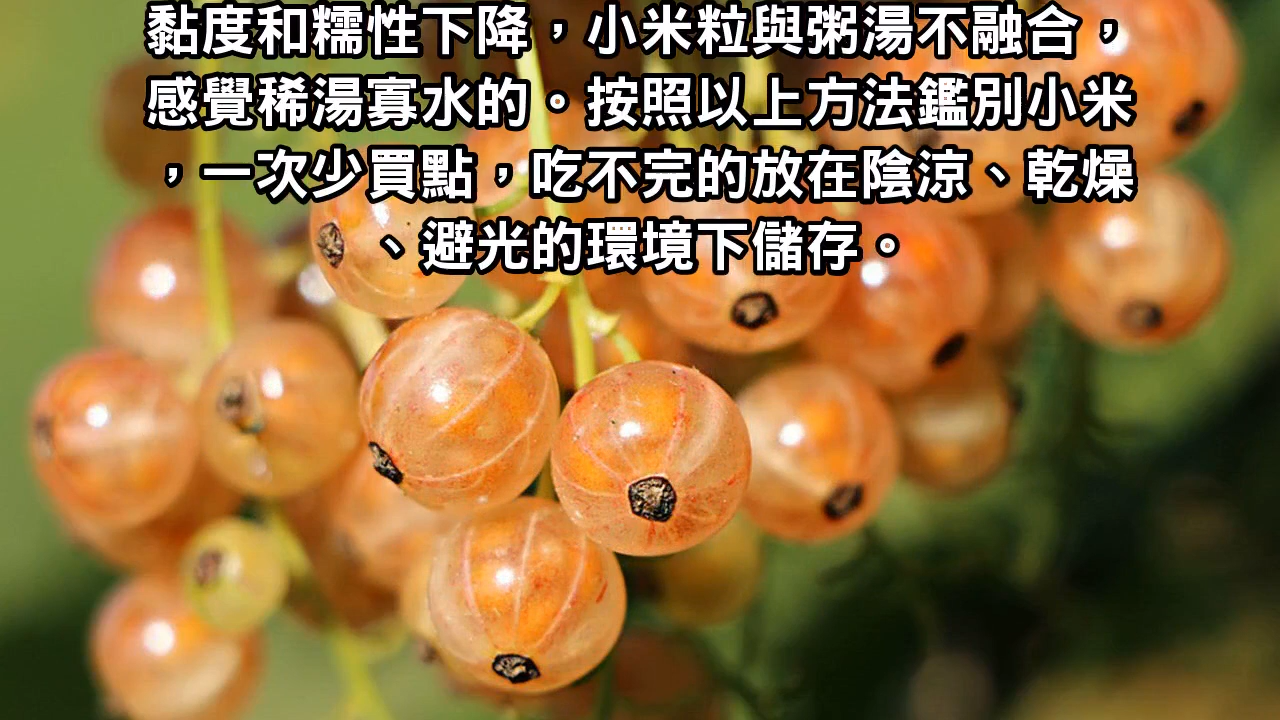 黏度和糯性下降，小米粒與粥湯不融合，
感覺稀湯寡水的。按照以上方法鑑別小米
，一次少買點，吃不完的放在陰涼、乾燥
、避光的環境下儲存。